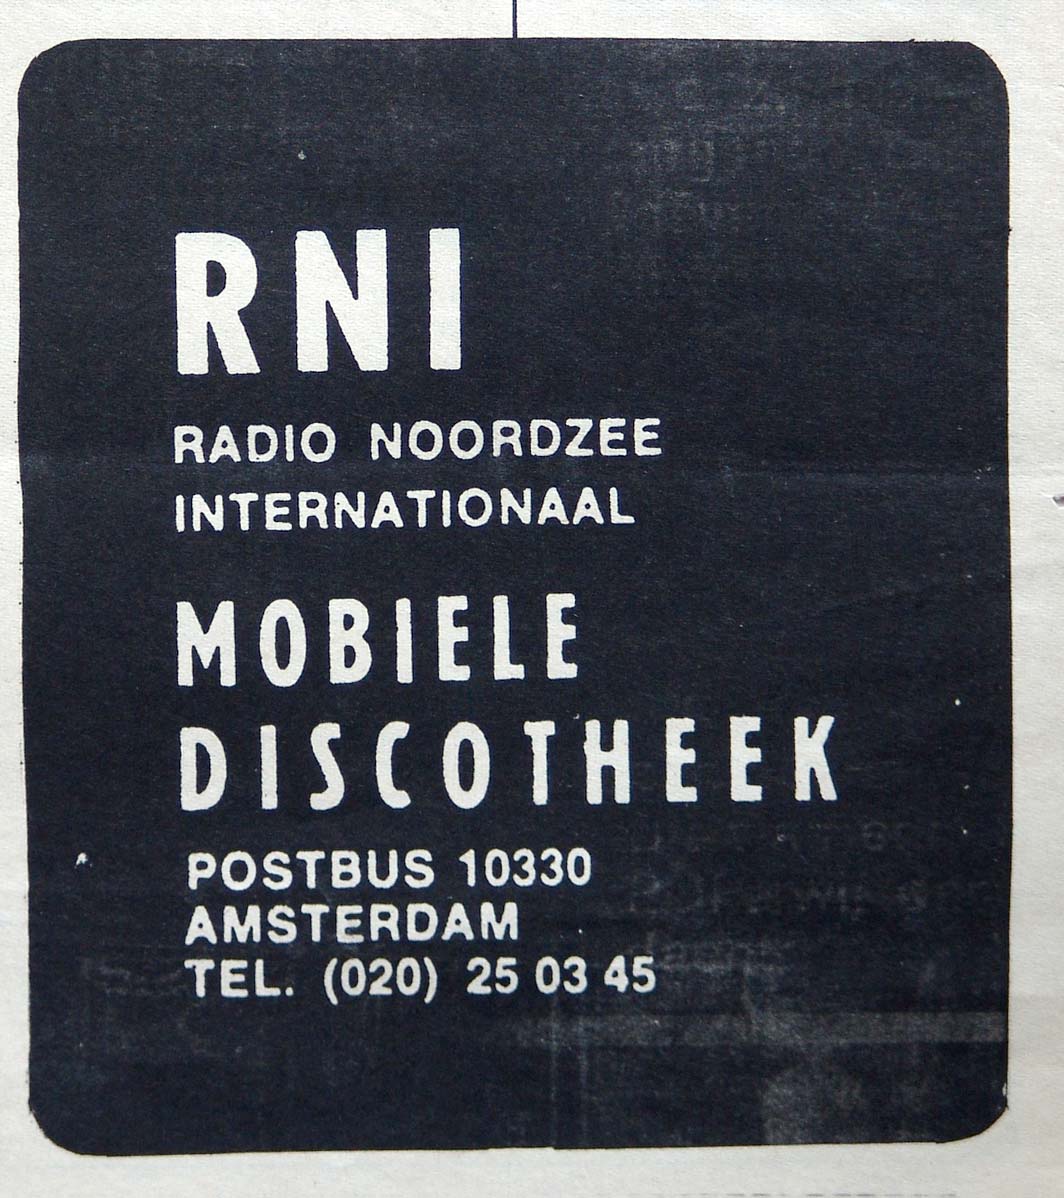 RNI
RADIO NOORDZEE
INTERNATIONAAL
MOBIELE
DISCOTHEEK
POSTBUS 10330
AMSTERDAM
TEL. (020) 25 03 45